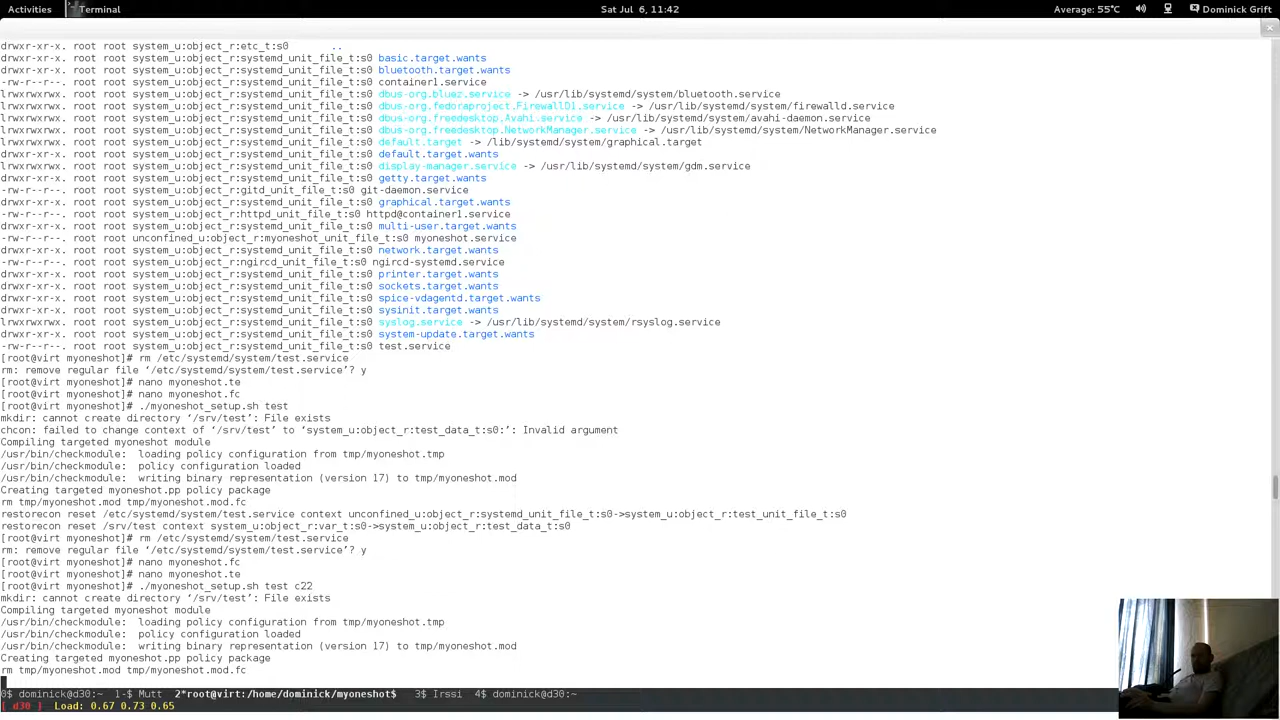 Activities Terminal Sat Jul 6, 11:42 Average: 55°C Dominick Grift
drwxr-xr-x. root root system_u:object_r:etc_t:s0 ..
drwxr-xr-x. root root system_u:object_r:systemd_unit_file_t:s0 basic.target.wants
drwxr-xr-x. root root system_u:object_r:systemd_unit_file_t:s0 bluetooth.target.wants
-rw-r--r--. root root system_u:object_r:systemd_unit_file_t:s0 container1.service
lrwxrwxrwx. root root system_u:object_r:systemd_unit_file_t:s0 dbus-org.bluez.service -> /usr/lib/systemd/system/bluetooth.service
lrwxrwxrwx. root root system_u:object_r:systemd_unit_file_t:s0 dbus-org.fedoraproject.FirewallD1.service -> /usr/lib/systemd/system/firewalld.service
lrwxrwxrwx. root root system_u:object_r:systemd_unit_file_t:s0 dbus-org.freedesktop.Avahi.service -> /usr/lib/systemd/system/avahi-daemon.service
lrwxrwxrwx. root root system_u:object_r:systemd_unit_file_t:s0 dbus-org.freedesktop.NetworkManager.service -> /usr/lib/systemd/system/NetworkManager.service
lrwxrwxrwx. root root system_u:object_r:systemd_unit_file_t:s0 default.target -> /lib/systemd/system/graphical.target
drwxr-xr-x. root root system_u:object_r:systemd_unit_file_t:s0 default.target.wants
lrwxrwxrwx. root root system_u:object_r:systemd_unit_file_t:s0 display-manager.service -> /usr/lib/systemd/system/gdm.service
drwxr-xr-x. root root system_u:object_r:systemd_unit_file_t:s0 getty.target.wants
-rw-r--r--. root root system_u:object_r:gitd_unit_file_t:s0 git-daemon.service
drwxr-xr-x. root root system_u:object_r:systemd_unit_file_t:s0 graphical.target.wants
-rw-r--r--. root root system_u:object_r:httpd_unit_file_t:s0 httpd@container1.service
drwxr-xr-x. root root system_u:object_r:systemd_unit_file_t:s0 multi-user.target.wants
-rw-r--r--. root root unconfined_u:object_r:myoneshot_unit_file_t:s0 myoneshot.service
drwxr-xr-x. root root system_u:object_r:systemd_unit_file_t:s0 network.target.wants
-rw-r--r--. root root system_u:object_r:ngircd_unit_file_t:s0 ngircd-systemd.service
drwxr-xr-x. root root system_u:object_r:systemd_unit_file_t:s0 printer.target.wants
drwxr-xr-x. root root system_u:object_r:systemd_unit_file_t:s0 sockets.target.wants
drwxr-xr-x. root root system_u:object_r:systemd_unit_file_t:s0 spice-vdagentd.target.wants
drwxr-xr-x. root root system_u:object_r:systemd_unit_file_t:s0 sysinit.target.wants
lrwxrwxrwx. root root system_u:object_r:systemd_unit_file_t:s0 syslog.service -> /usr/lib/systemd/system/rsyslog.service
drwxr-xr-x. root root system_u:object_r:systemd_unit_file_t:s0 system-update.target.wants
-rw-r--r--. root root system_u:object_r:systemd_unit_file_t:s0 test.service
[root@virt myoneshot]# rm /etc/systemd/system/test.service
rm: remove regular file ‘/etc/systemd/system/test.service’? y
[root@virt myoneshot]# nano myoneshot.te
[root@virt myoneshot]# nano myoneshot.fc
[root@virt myoneshot]# ./myoneshot_setup.sh test
mkdir: cannot create directory ‘/srv/test’: File exists
chcon: failed to change context of ‘/srv/test’ to ‘system_u:object_r:test_data_t:s0:’: Invalid argument
Compiling targeted myoneshot module
/usr/bin/checkmodule:  loading policy configuration from tmp/myoneshot.tmp
/usr/bin/checkmodule:  policy configuration loaded
/usr/bin/checkmodule:  writing binary representation (version 17) to tmp/myoneshot.mod
Creating targeted myoneshot.pp policy package
rm tmp/myoneshot.mod tmp/myoneshot.mod.fc
restorecon reset /etc/systemd/system/test.service context unconfined_u:object_r:systemd_unit_file_t:s0->system_u:object_r:test_unit_file_t:s0
restorecon reset /srv/test context system_u:object_r:var_t:s0->system_u:object_r:test_data_t:s0
[root@virt myoneshot]# rm /etc/systemd/system/test.service
rm: remove regular file ‘/etc/systemd/system/test.service’? y
[root@virt myoneshot]# nano myoneshot.fc
[root@virt myoneshot]# nano myoneshot.te
[root@virt myoneshot]# ./myoneshot_setup.sh test c22
mkdir: cannot create directory ‘/srv/test’: File exists
Compiling targeted myoneshot module
/usr/bin/checkmodule:  loading policy configuration from tmp/myoneshot.tmp
/usr/bin/checkmodule:  policy configuration loaded
/usr/bin/checkmodule:  writing binary representation (version 17) to tmp/myoneshot.mod
Creating targeted myoneshot.pp policy package
rm tmp/myoneshot.mod tmp/myoneshot.mod.fc
0$ dominick@d30:~ 1-$ Mutt 2*root@virt:/home/dominick/myoneshot$ 3$ Irssi 4$ dominick@d30:~
[ d30 ] Load: 0.67 0.73 0.65